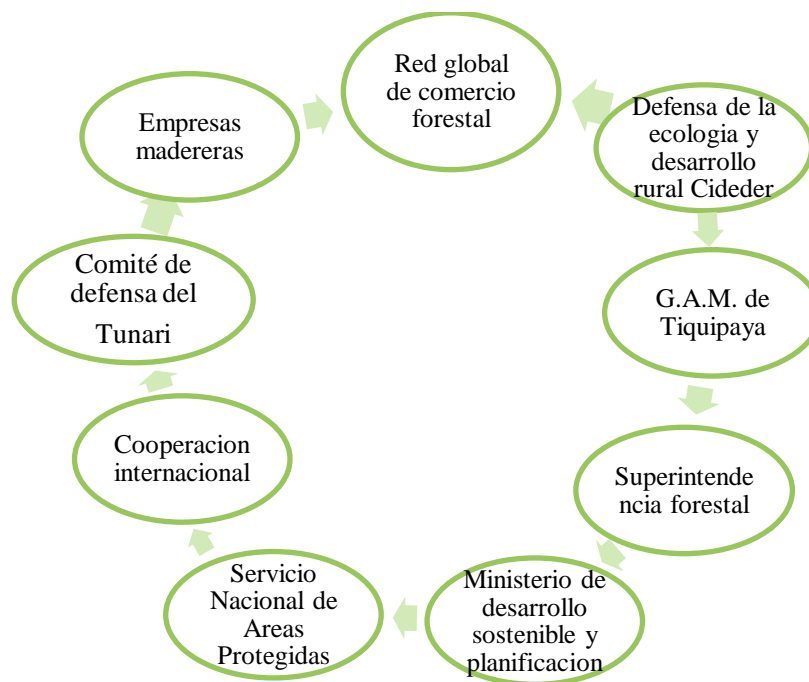 Red global
de comercio
forestal
Defensa de la
ecologia y
desarrollo
rural Cideder
G.A.M. de
Tiquipaya
Superintende
ncia forestal
Ministerio de
desarrollo
sostenible y
planificacion
Servicio
Nacional de
Areas
Protegidas
Cooperacion
internacional
Comité de
defensa del
Tunari
Empresas
madereras